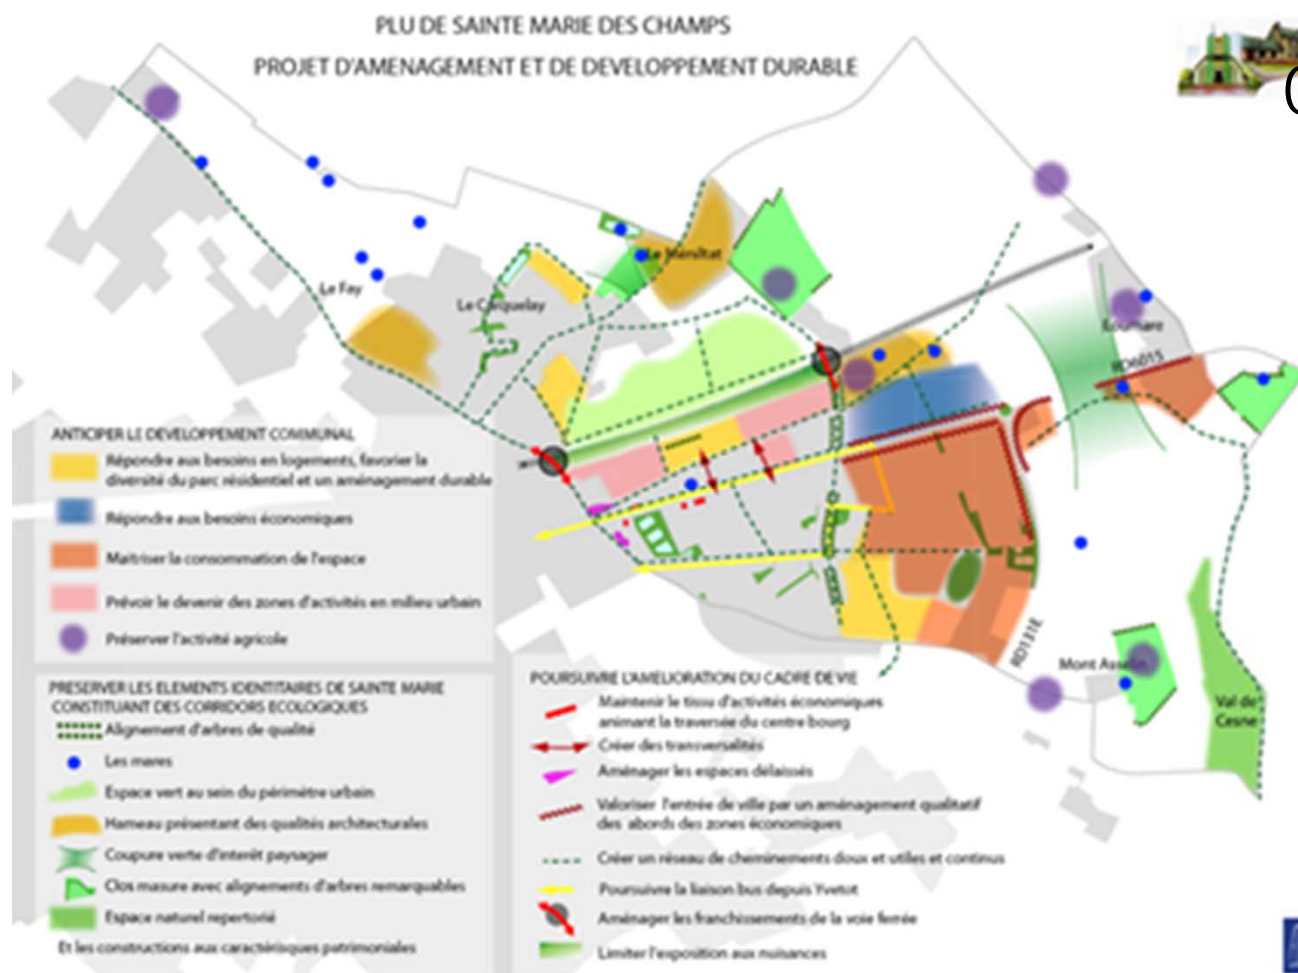 PLU DE SAINTE MARIE DES CHAMPS
PROJET D'AMENAGEMENT ET DE DEVELOPPEMENT DURABLE
Le Fay
Le Caquelay
Le Méniltat
RD6015
RD131E
Mont Asselin
Val de
Cesne
ANTICIPER LE DEVELOPPEMENT COMMUNAL
Répondre aux besoins en logements, favoriser la
diversité du parc résidentiel et un aménagement durable
Répondre aux besoins économiques
Maitriser la consommation de l'espace
Prévoir le devenir des zones d'activités en milieu urbain
Préserver l'activité agricole
PRESERVER LES ELEMENTS IDENTITAIRES DE SAINTE MARIE
CONSTITUANT DES CORRIDORS ECOLOGIQUES
Alignement d'arbres de qualité
Les mares
Espace vert au sein du périmètre urbain
Hameau présentant des qualités architecturales
Coupure verte d'interêt paysager
Clos masure avec alignements d'arbres remarquables
Espace naturel repertorié
Et les constructions aux caractérisques patrimoniales
POURSUIVRE L'AMELIORATION DU CADRE DE VIE
Maintenir le tissu d'activités économiques
animant la traversée du centre bourg
Créer des transversalités
Aménager les espaces délaissés
Valoriser l'entrée de ville par un aménagement qualitatif
des abords des zones économiques
Créer un réseau de cheminements doux et utiles et continus
Poursuivre la liaison bus depuis Yvetot
Aménager les franchissements de la voie ferrée
Limiter l'exposition aux nuisances